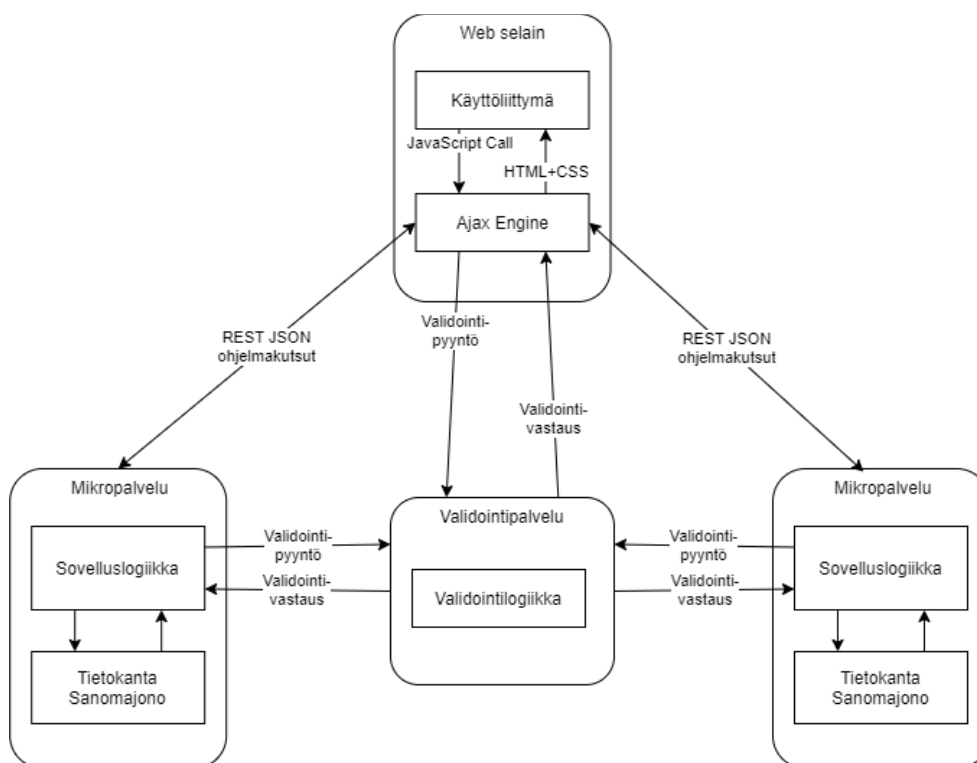 Web selain
Käyttöliittymä
JavaScript Call
HTML+CSS
Ajax Engine
Validointi-
pyyntö
REST JSON
ohjelmakutsut
REST JSON
ohjelmakutsut
Validointi-
vastaus
Mikropalvelu
Sovelluslogiikka
Tietokanta
Sanomajono
Validointi-
pyyntö
Validointi-
vastaus
Validointipalvelu
Validointilogiikka
Validointi-
pyyntö
Validointi-
vastaus
Mikropalvelu
Sovelluslogiikka
Tietokanta
Sanomajono